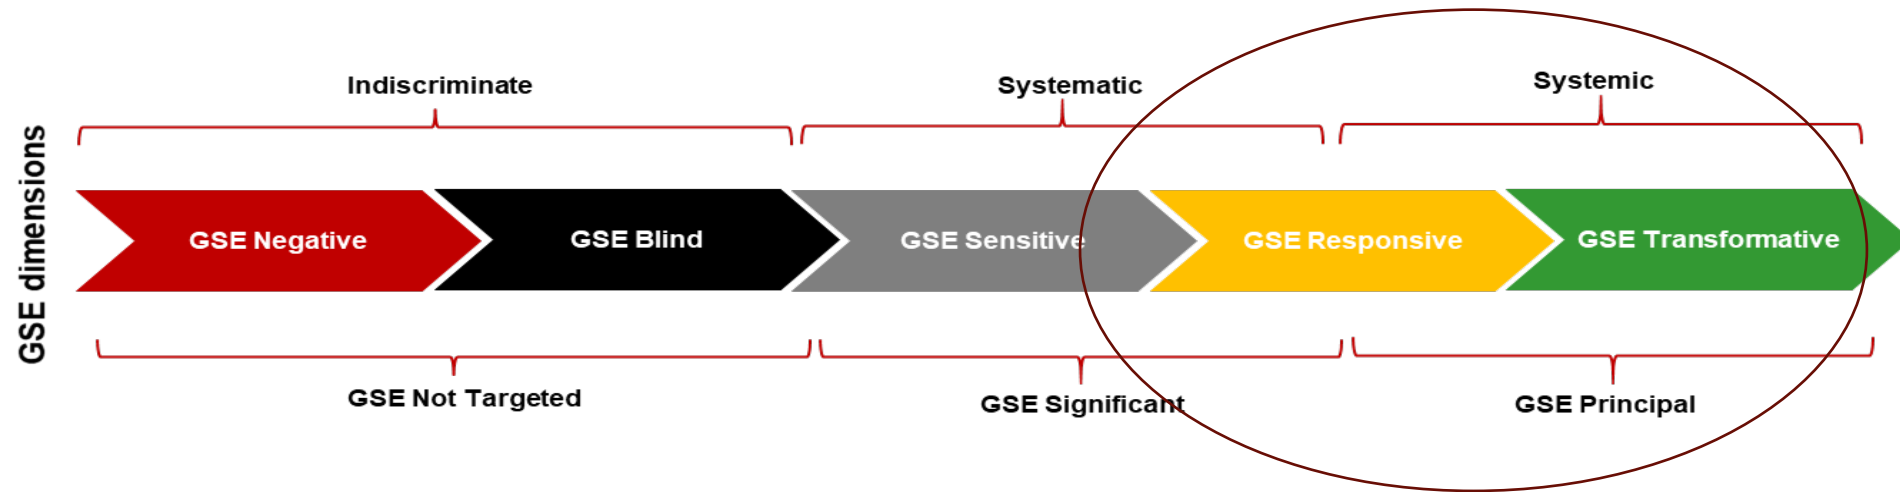 GSE dimensions
Indiscriminate
Systematic
Systemic
GSE Negative
GSE Blind
GSE Sensitive
GSE Responsive
GSE Transformative
GSE Not Targeted
GSE Significant
GSE Principal